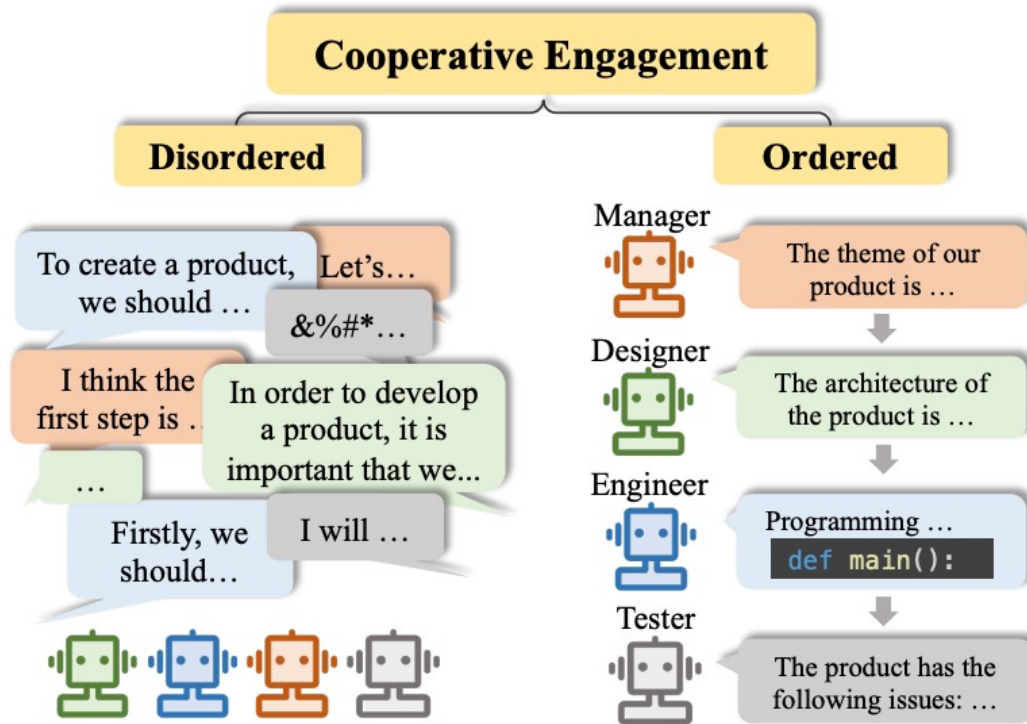 Cooperative Engagement
Disordered
To create a product,
we should …
Let's…
&%#*…
I think the
first step is …
In order to develop
a product, it is
important that we...
…
Firstly, we
should…
I will …
Ordered
Manager
The theme of our
product is …
Designer
The architecture of
the product is …
Engineer
Programming …
def main():
Tester
The product has the
following issues: …